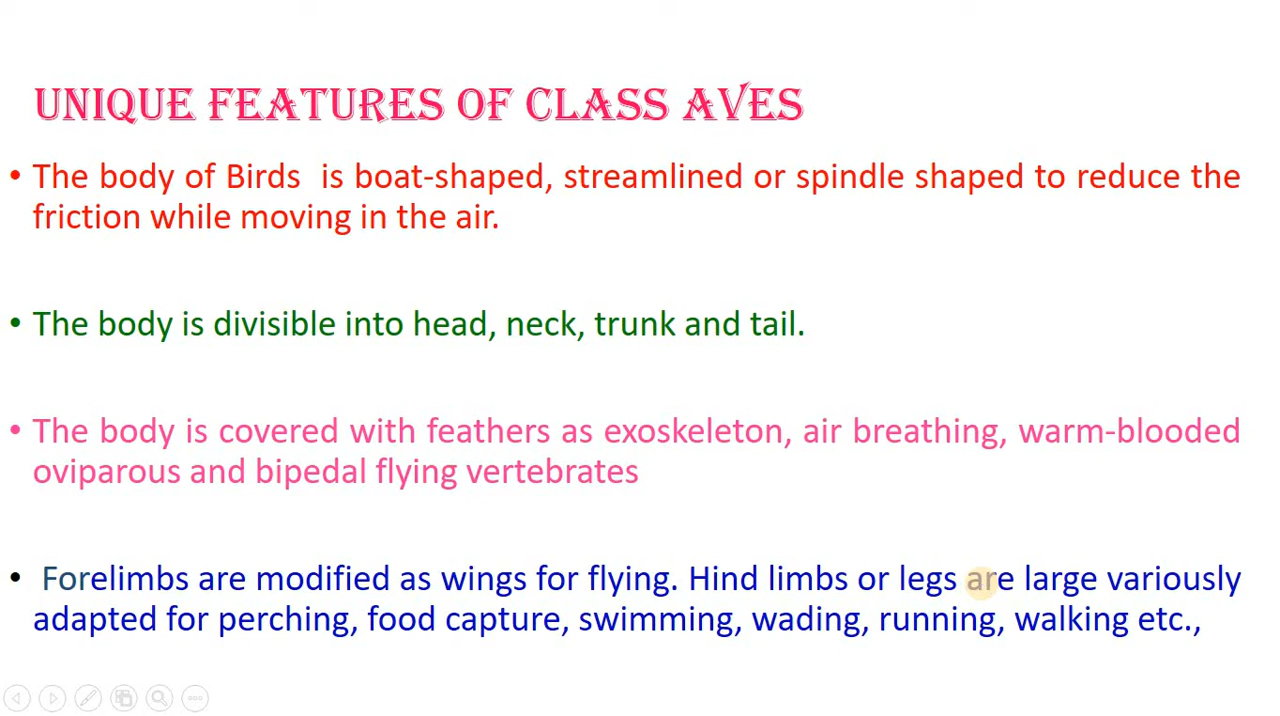 UNIQUE FEATURES OF CLASS AVES
• The body of Birds  is boat-shaped, streamlined or spindle shaped to reduce the
friction while moving in the air.
• The body is divisible into head, neck, trunk and tail.
• The body is covered with feathers as exoskeleton, air breathing, warm-blooded
oviparous and bipedal flying vertebrates
• Forelimbs are modified as wings for flying. Hind limbs or legs are large variously
adapted for perching, food capture, swimming, wading, running, walking etc.,